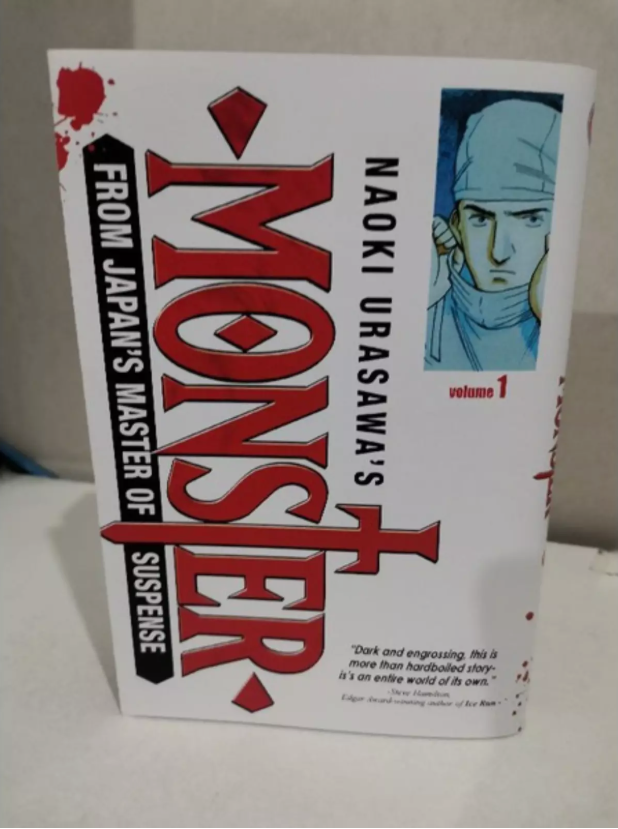 NAOKI URASAWA'S
MONSTER
FROM JAPAN'S MASTER OF SUSPENSE
volume 1
"Dark and engrossing, this is
more than hardboiled story-
is's an entire world of its own."
-Steve Hamilton,
Edgar Award-winning author of Ice Run